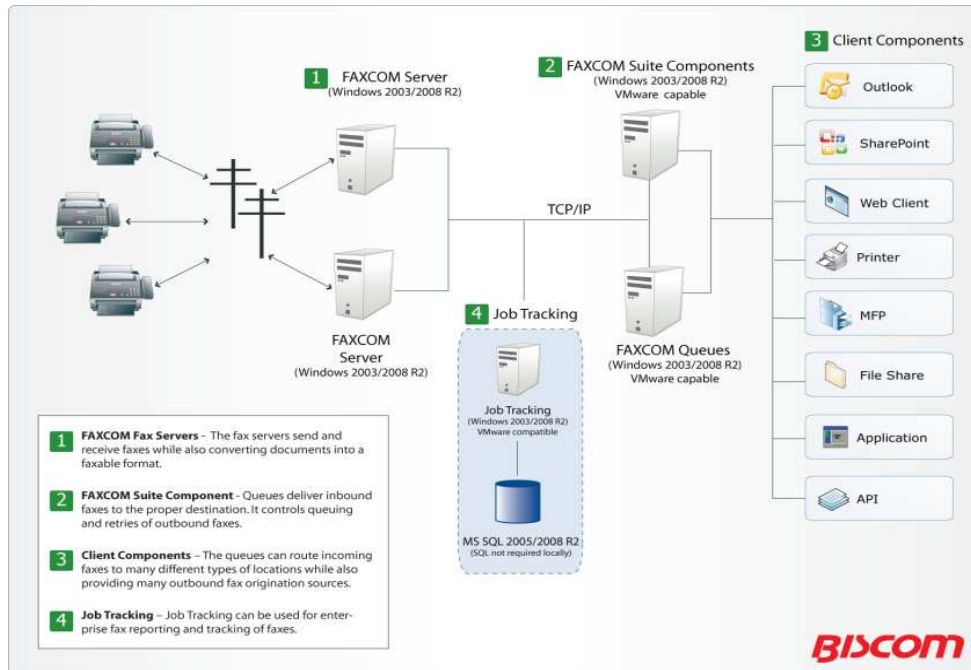 1 FAXCOM Server
(Windows 2003/2008 R2)
2 FAXCOM Suite Components
(Windows 2003/2008 R2)
VMware capable
3 Client Components
Outlook
SharePoint
Web Client
Printer
MFP
File Share
Application
API
TCP/IP
FAXCOM
Server
(Windows 2003/2008 R2)
4 Job Tracking
Job Tracking
(Windows 2003/2008 R2)
VMware compatible
MS SQL 2005/2008 R2
(SQL not required locally)
FAXCOM Queues
(Windows 2003/2008 R2)
VMware capable
1 FAXCOM Fax Servers - The fax servers send and
receive faxes while also converting documents into a
faxable format.
2 FAXCOM Suite Component - Queues deliver inbound
faxes to the proper destination. It controls queuing
and retries of outbound faxes.
3 Client Components – The queues can route incoming
faxes to many different types of locations while also
providing many outbound fax origination sources.
4 Job Tracking – Job Tracking can be used for enter-
prise fax reporting and tracking of faxes.
BISCOM